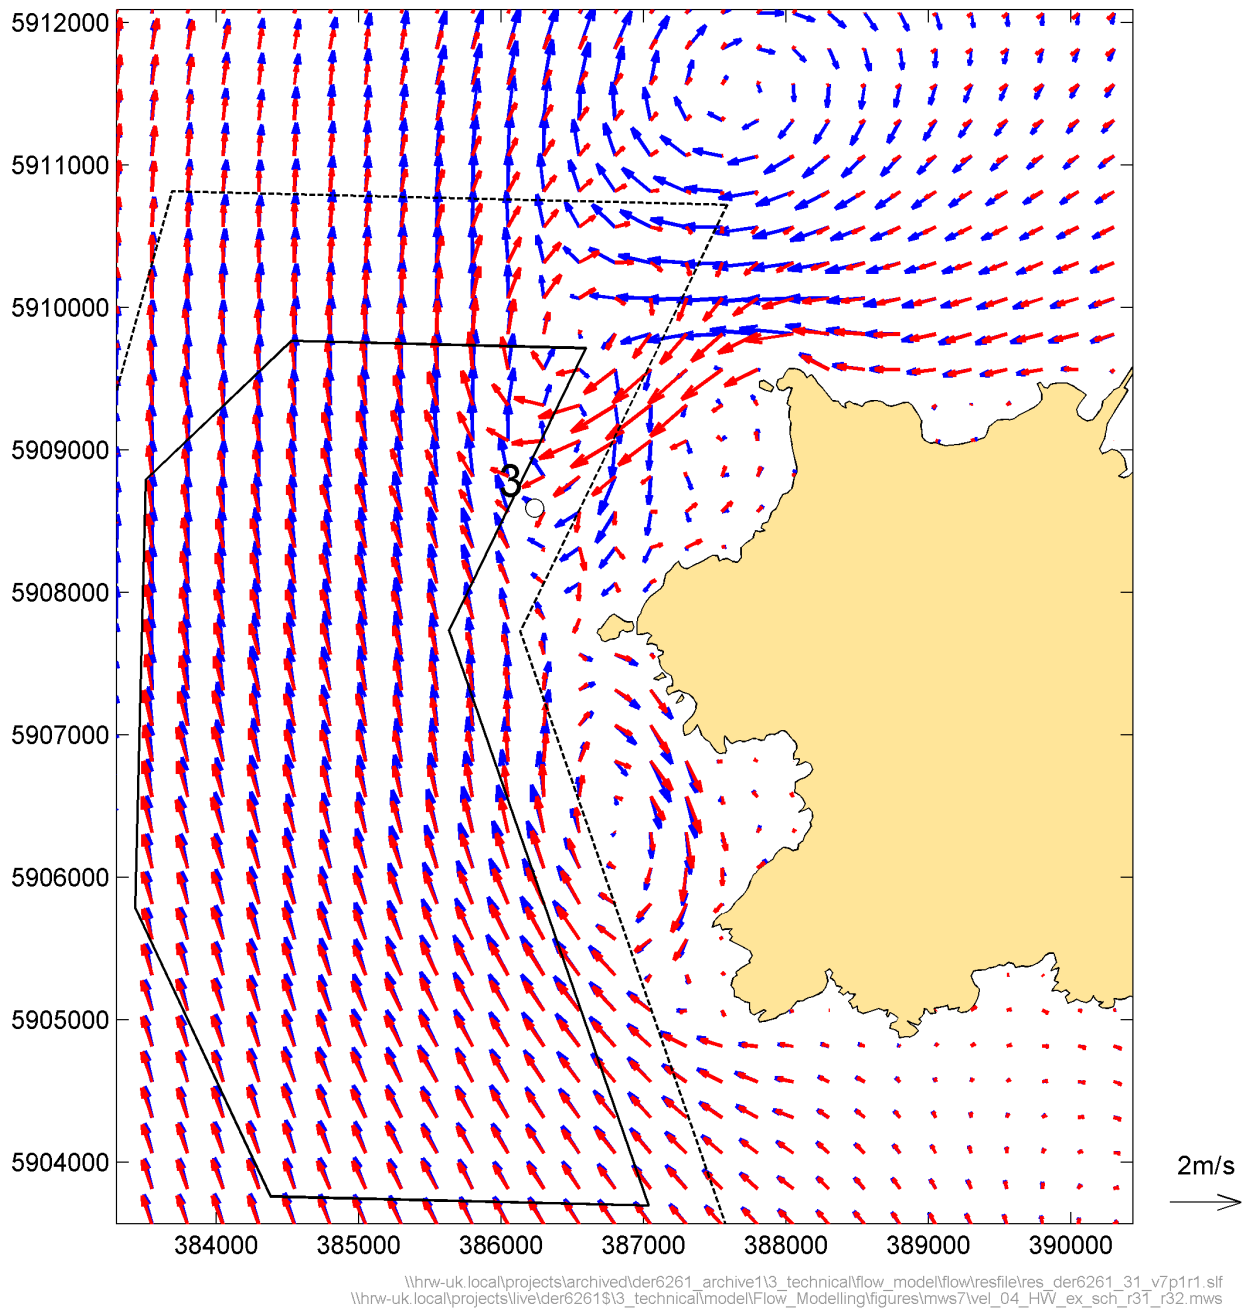 5912000
5911000
5910000
5909000
5908000
5907000
5906000
5905000
5904000
3
2m/s
384000 385000 386000 387000 388000 389000 390000
\\hrw-uk.local\projects\archived\der6261_archive1\3_technical\flow_model\flow\resfile\res_der6261_31_v7p1r1.slf
\\hrw-uk.local\projects\live\der6261$\3_technical\model\Flow_Modelling\figures\mws7\vel_04_HW_ex_sch_r31_r32.mws